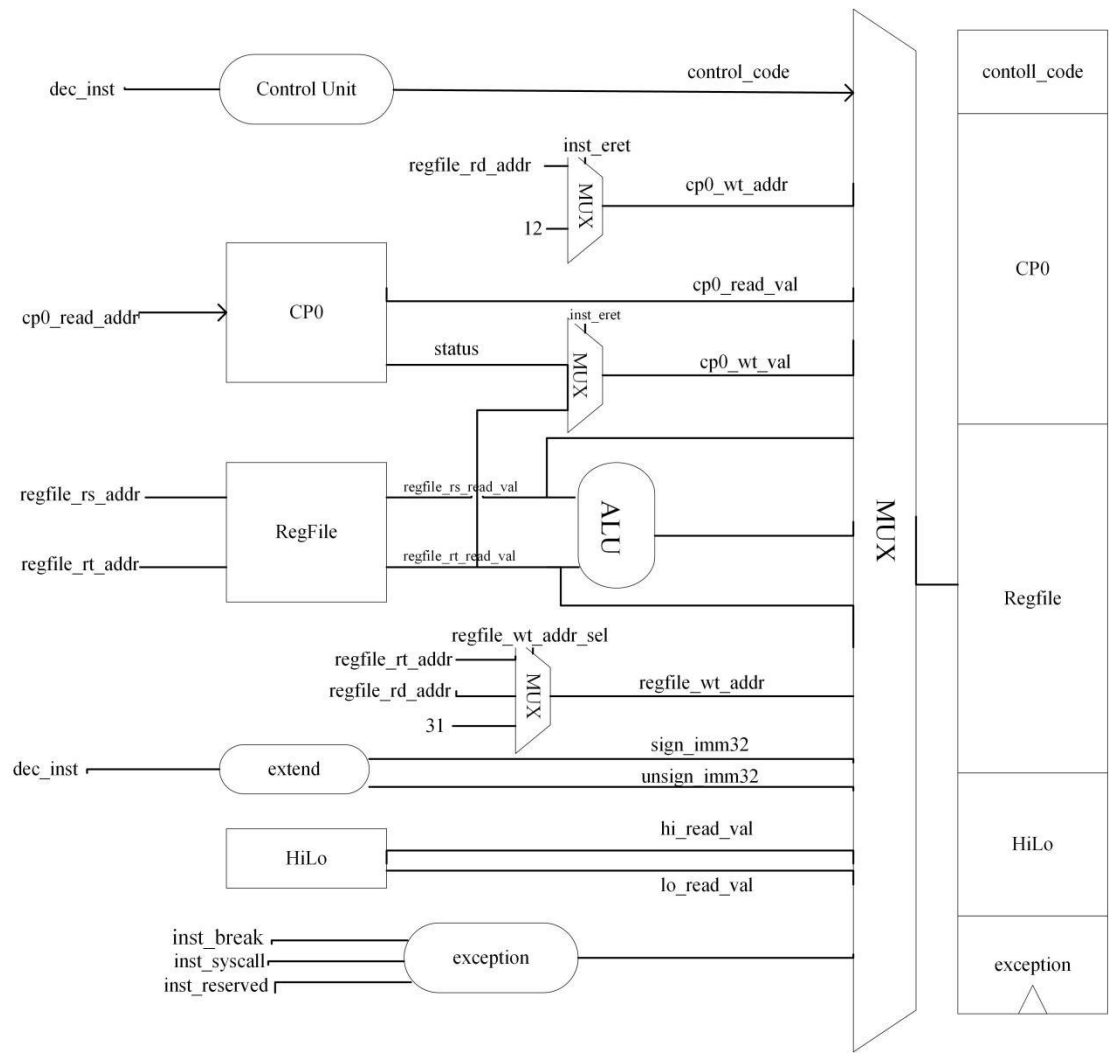 dec_inst
Control Unit
control_code
contoll_code
inst_eret
regfile_rd_addr
MUX
cp0_wt_addr
12
CP0
cp0_read_addr
CP0
cp0_read_val
inst_eret
status
MUX
cp0_wt_val
regfile_rs_addr
regfile_rs_read_val
RegFile
ALU
MUX
regfile_rt_addr
regfile_rt_read_val
Regfile
regfile_wt_addr_sel
regfile_rt_addr
regfile_rd_addr
MUX
regfile_wt_addr
31
dec_inst
extend
sign_imm32
unsign_imm32
HiLo
hi_read_val
lo_read_val
HiLo
inst_break
inst_syscall
inst_reserved
exception
exception